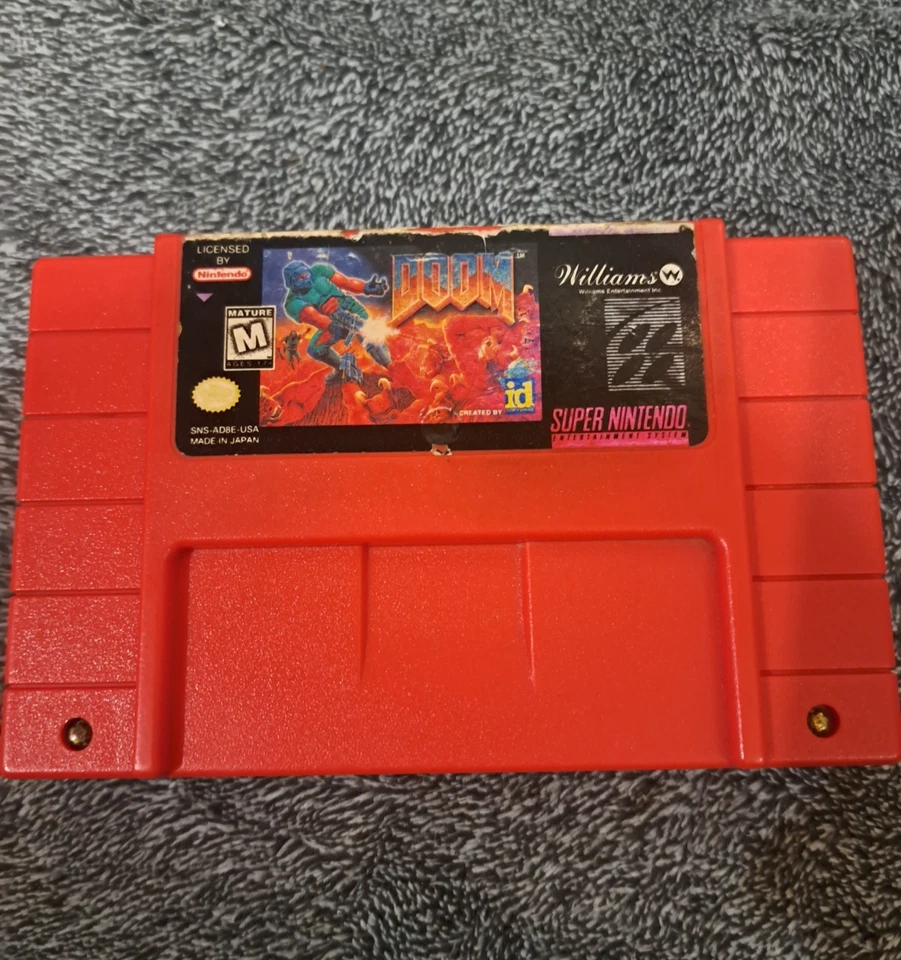 LICENSED
BY
Nintendo
MATURE
M
SNS-AD8E-USA
MADE IN JAPAN
DOOM TM
CREATED BY
id
Williams W
Williams Entertainment Inc.
SUPER NINTENDO
ENTERTAINMENT SYSTEM